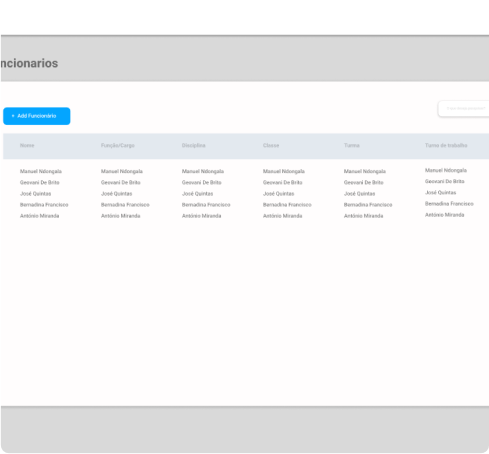 ncionarios
+ Add Funcionário
Nome Função/Cargo Disciplina Classe Turma Turno de trabalho
Manuel Ndongala Manuel Ndongala Manuel Ndongala Manuel Ndongala Manuel Ndongala Manuel Ndongala
Geovani De Brito Geovani De Brito Geovani De Brito Geovani De Brito Geovani De Brito Geovani De Brito
José Quintas José Quintas José Quintas José Quintas José Quintas José Quintas
Bernadina Francisco Bernadina Francisco Bernadina Francisco Bernadina Francisco Bernadina Francisco Bernadina Francisco
António Miranda António Miranda António Miranda António Miranda António Miranda António Miranda